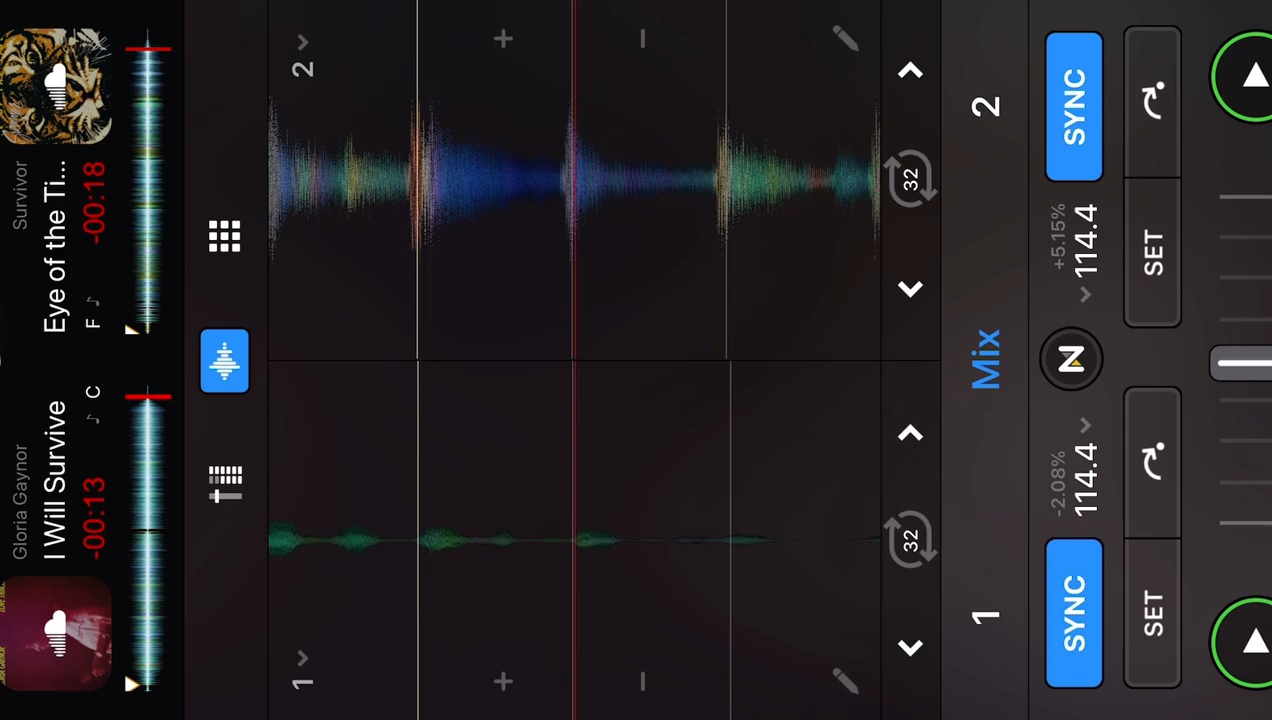 Gloria Gaynor
I Will Survive
-00:13
C
Survivor
Eye of the Ti...
F
-00:18
1
2
32
32
1
Mix
2
SYNC
-2.08%
114.4
+5.15%
114.4
SYNC
SET
SET